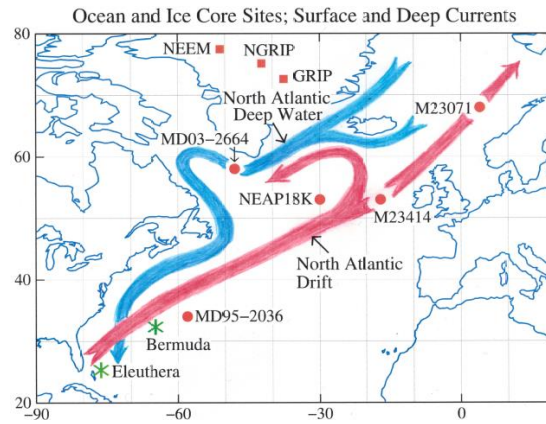 Ocean and Ice Core Sites; Surface and Deep Currents
80
NEEM
NGRIP
GRIP
North Atlantic
Deep Water
M23071
MD03-2664
60
NEAP18K
M23414
40
North Atlantic
Drift
MD95-2036
Bermuda
Eleuthera
20
-90
-60
-30
0